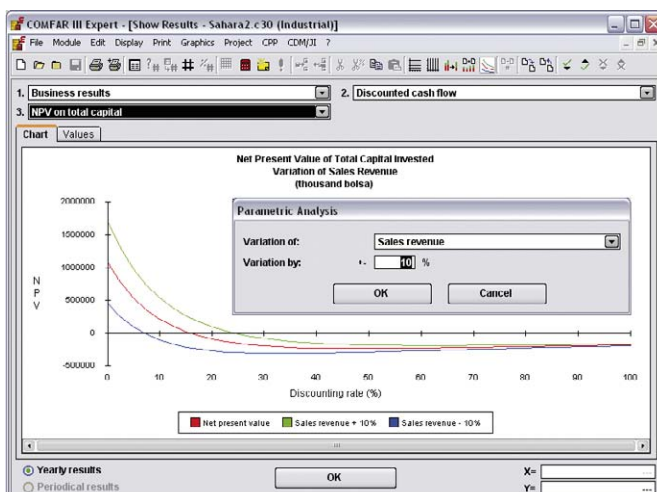 COMFAR III Expert - [Show Results - Sahara2.c30 (Industrial)]
File Module Edit Display Print Graphics Project CPP CDM/JI ?
1. Business results
2. Discounted cash flow
3. NPV on total capital
Chart Values
Net Present Value of Total Capital Invested
Variation of Sales Revenue
(thousand bolsa)
2000000
1500000
1000000
500000
0
-500000
NPV
Parametric Analysis
Variation of: Sales revenue
Variation by: +- 10 %
OK Cancel
0 10 20 30 40 50 60 70 80 90 100
Discounting rate (%)
Net present value Sales revenue + 10% Sales revenue - 10%
Yearly results
Periodical results
OK
X= ...
Y= ...